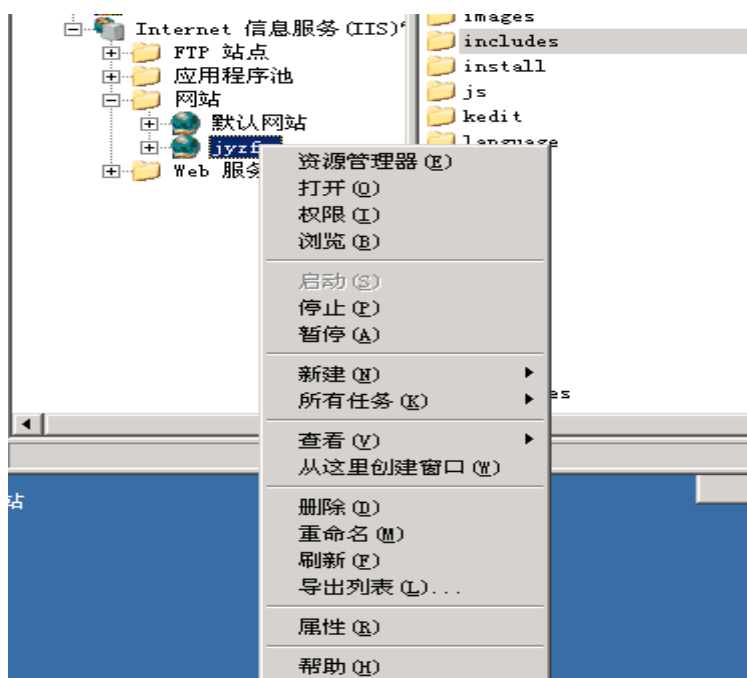 Internet 信息服务(IIS)
FTP 站点
应用程序池
网站
默认网站
Web 服务
images
includes
install
js
kedit
language
资源管理器(E)
打开(O)
权限(I)
浏览(B)
启动(S)
停止(P)
暂停(A)
新建(N)
所有任务(K)
es
查看(V)
从这里创建窗口(W)
站
删除(D)
重命名(M)
刷新(F)
导出列表(L)...
属性(R)
帮助(H)